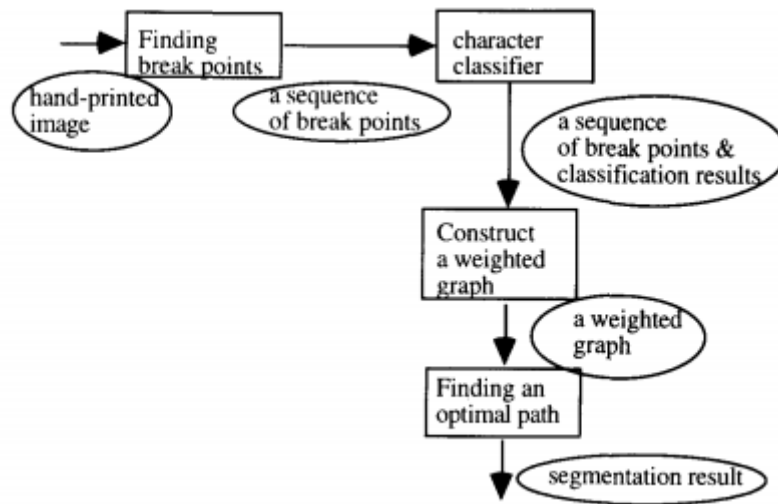 Finding
break points
character
classifier
hand-printed
image
a sequence
of break points
a sequence
of break points &
classification results
Construct
a weighted
graph
a weighted
graph
Finding an
optimal path
segmentation result